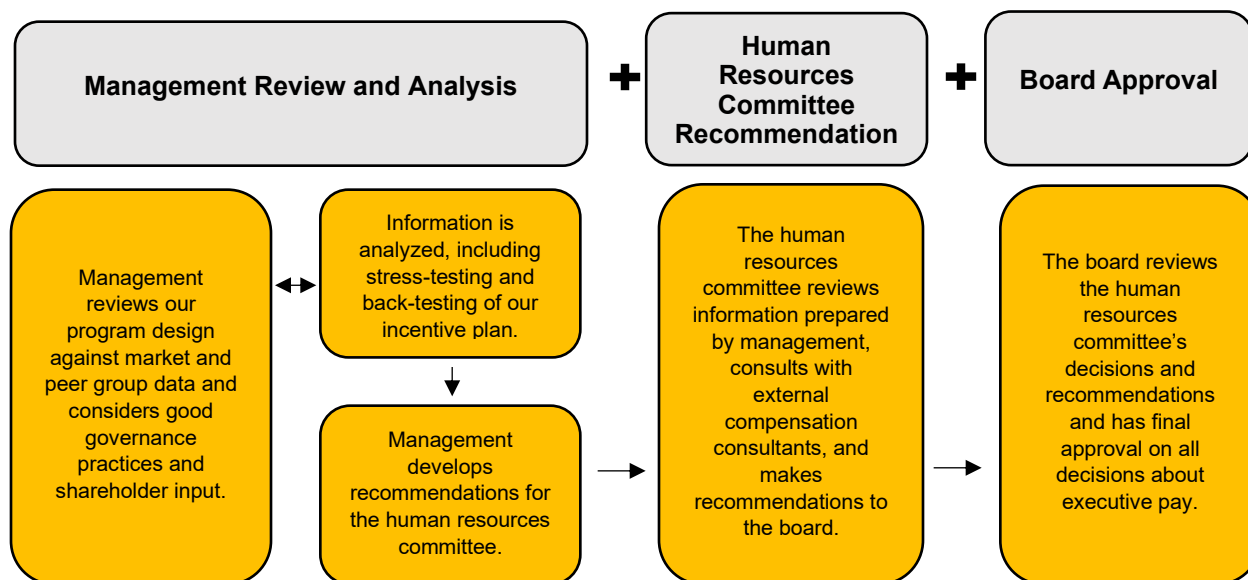 Management Review and Analysis
Human
Resources
Committee
Recommendation
Board Approval
Management
reviews our
program design
against market and
peer group data and
considers good
governance
practices and
shareholder input.
Information is
analyzed, including
stress-testing and
back-testing of our
incentive plan.
Management
develops
recommendations for
the human resources
committee.
The human
resources
committee reviews
information prepared
by management,
consults with
external
compensation
consultants, and
makes
recommendations to
the board.
The board reviews
the human
resources
committee’s
decisions and
recommendations
and has final
approval on all
decisions about
executive pay.